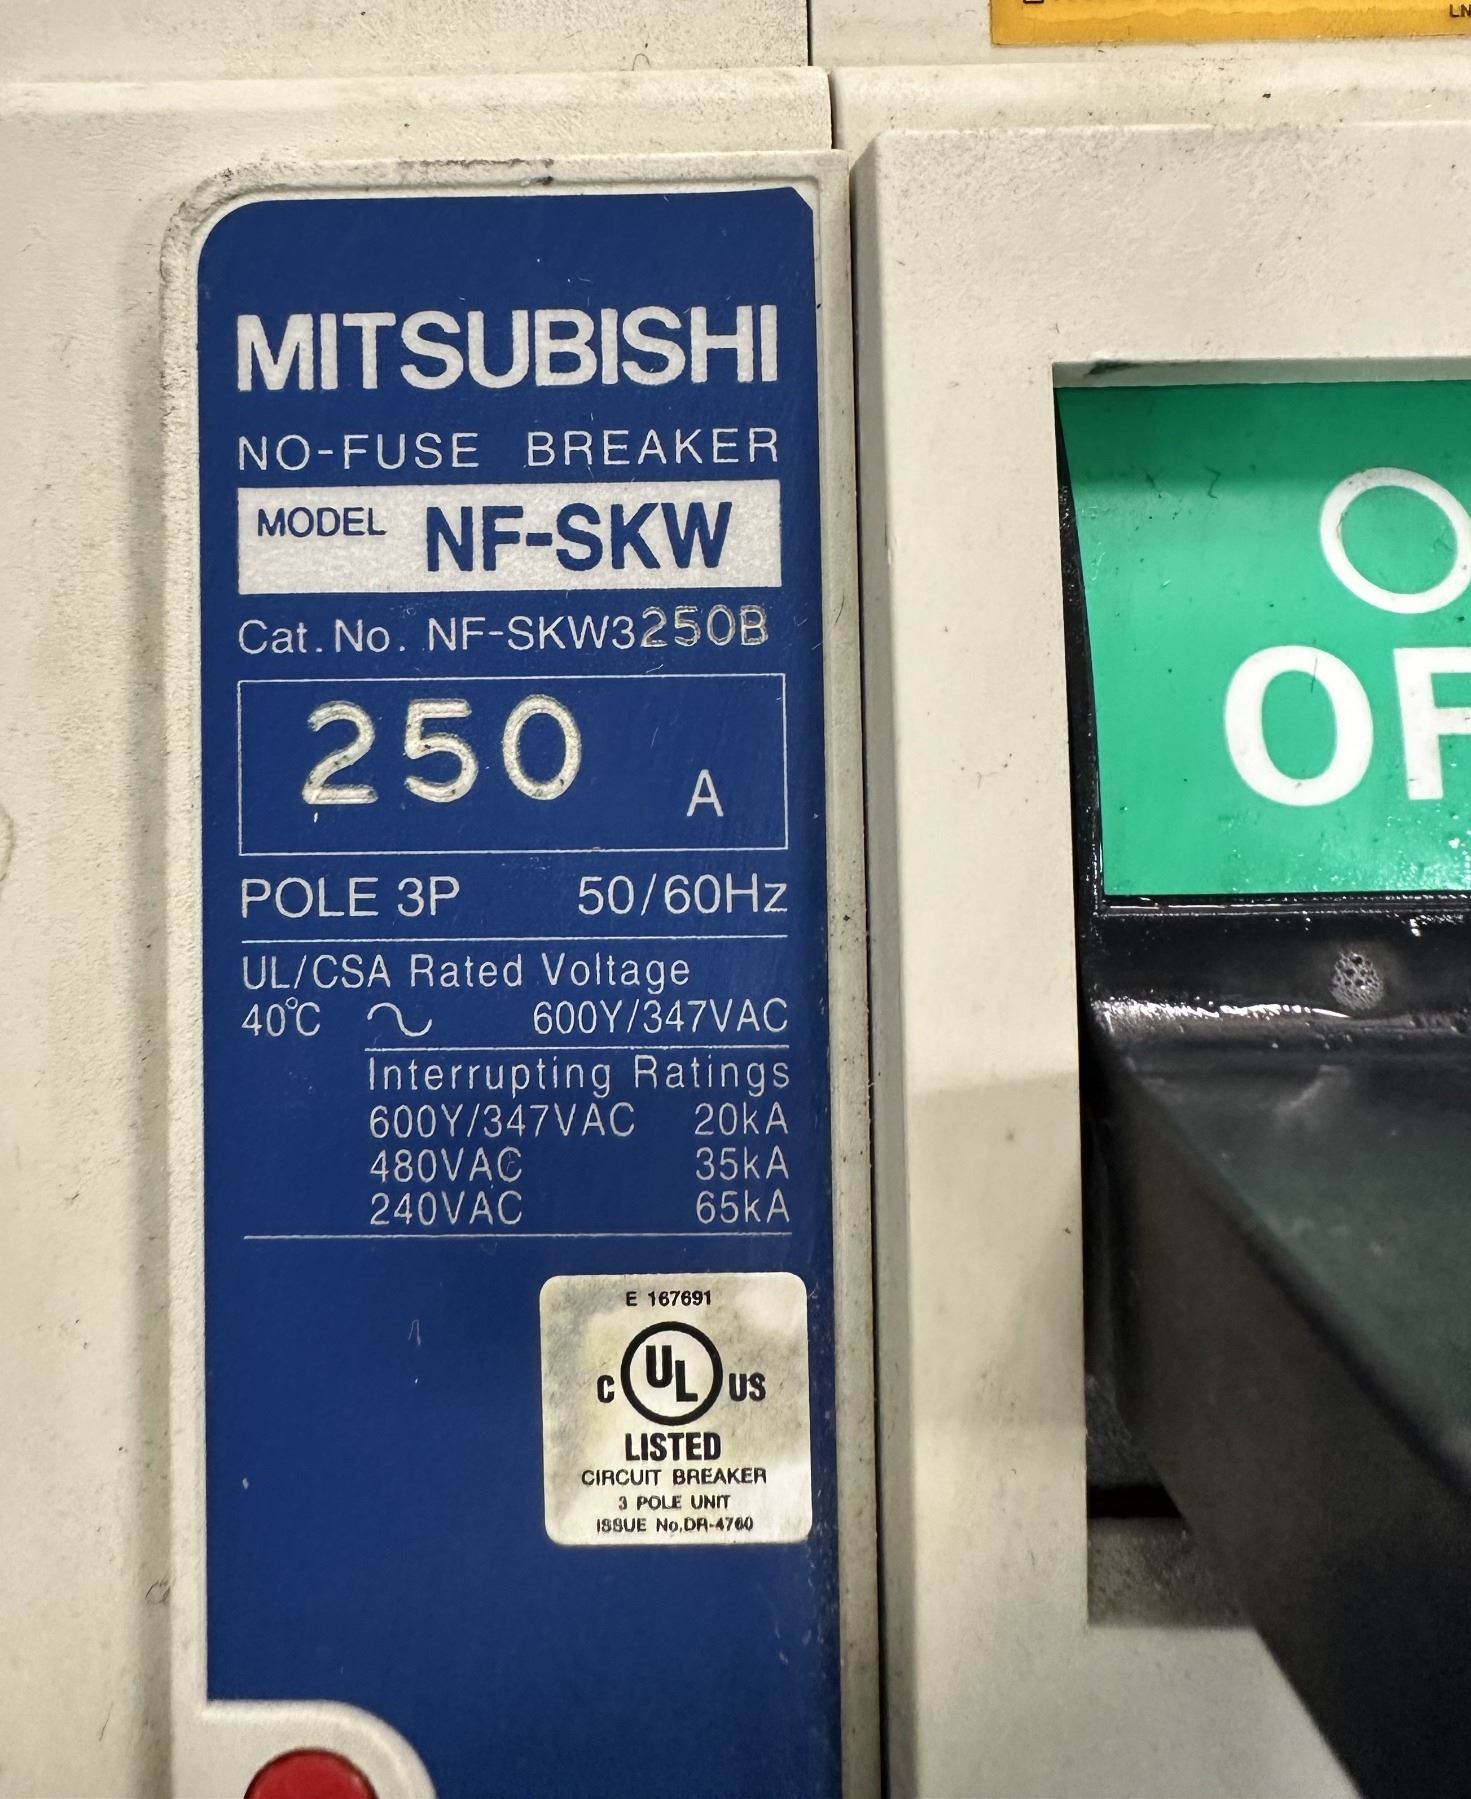 LN
MITSUBISHI
NO-FUSE BREAKER
MODEL NF-SKW
Cat.No. NF-SKW3250B
250 A
POLE 3P 50/60Hz
UL/CSA Rated Voltage
40℃ ∼ 600Y/347VAC
Interrupting Ratings
600Y/347VAC 20kA
480VAC 35kA
240VAC 65kA
E 167691
C UL US
LISTED
CIRCUIT BREAKER
3 POLE UNIT
ISSUE No.DR-4760
O
OF